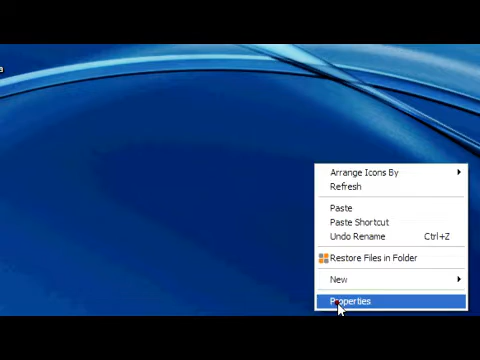 a
Arrange Icons By
Refresh
Paste
Paste Shortcut
Undo Rename Ctrl+Z
Restore Files in Folder
New
Properties